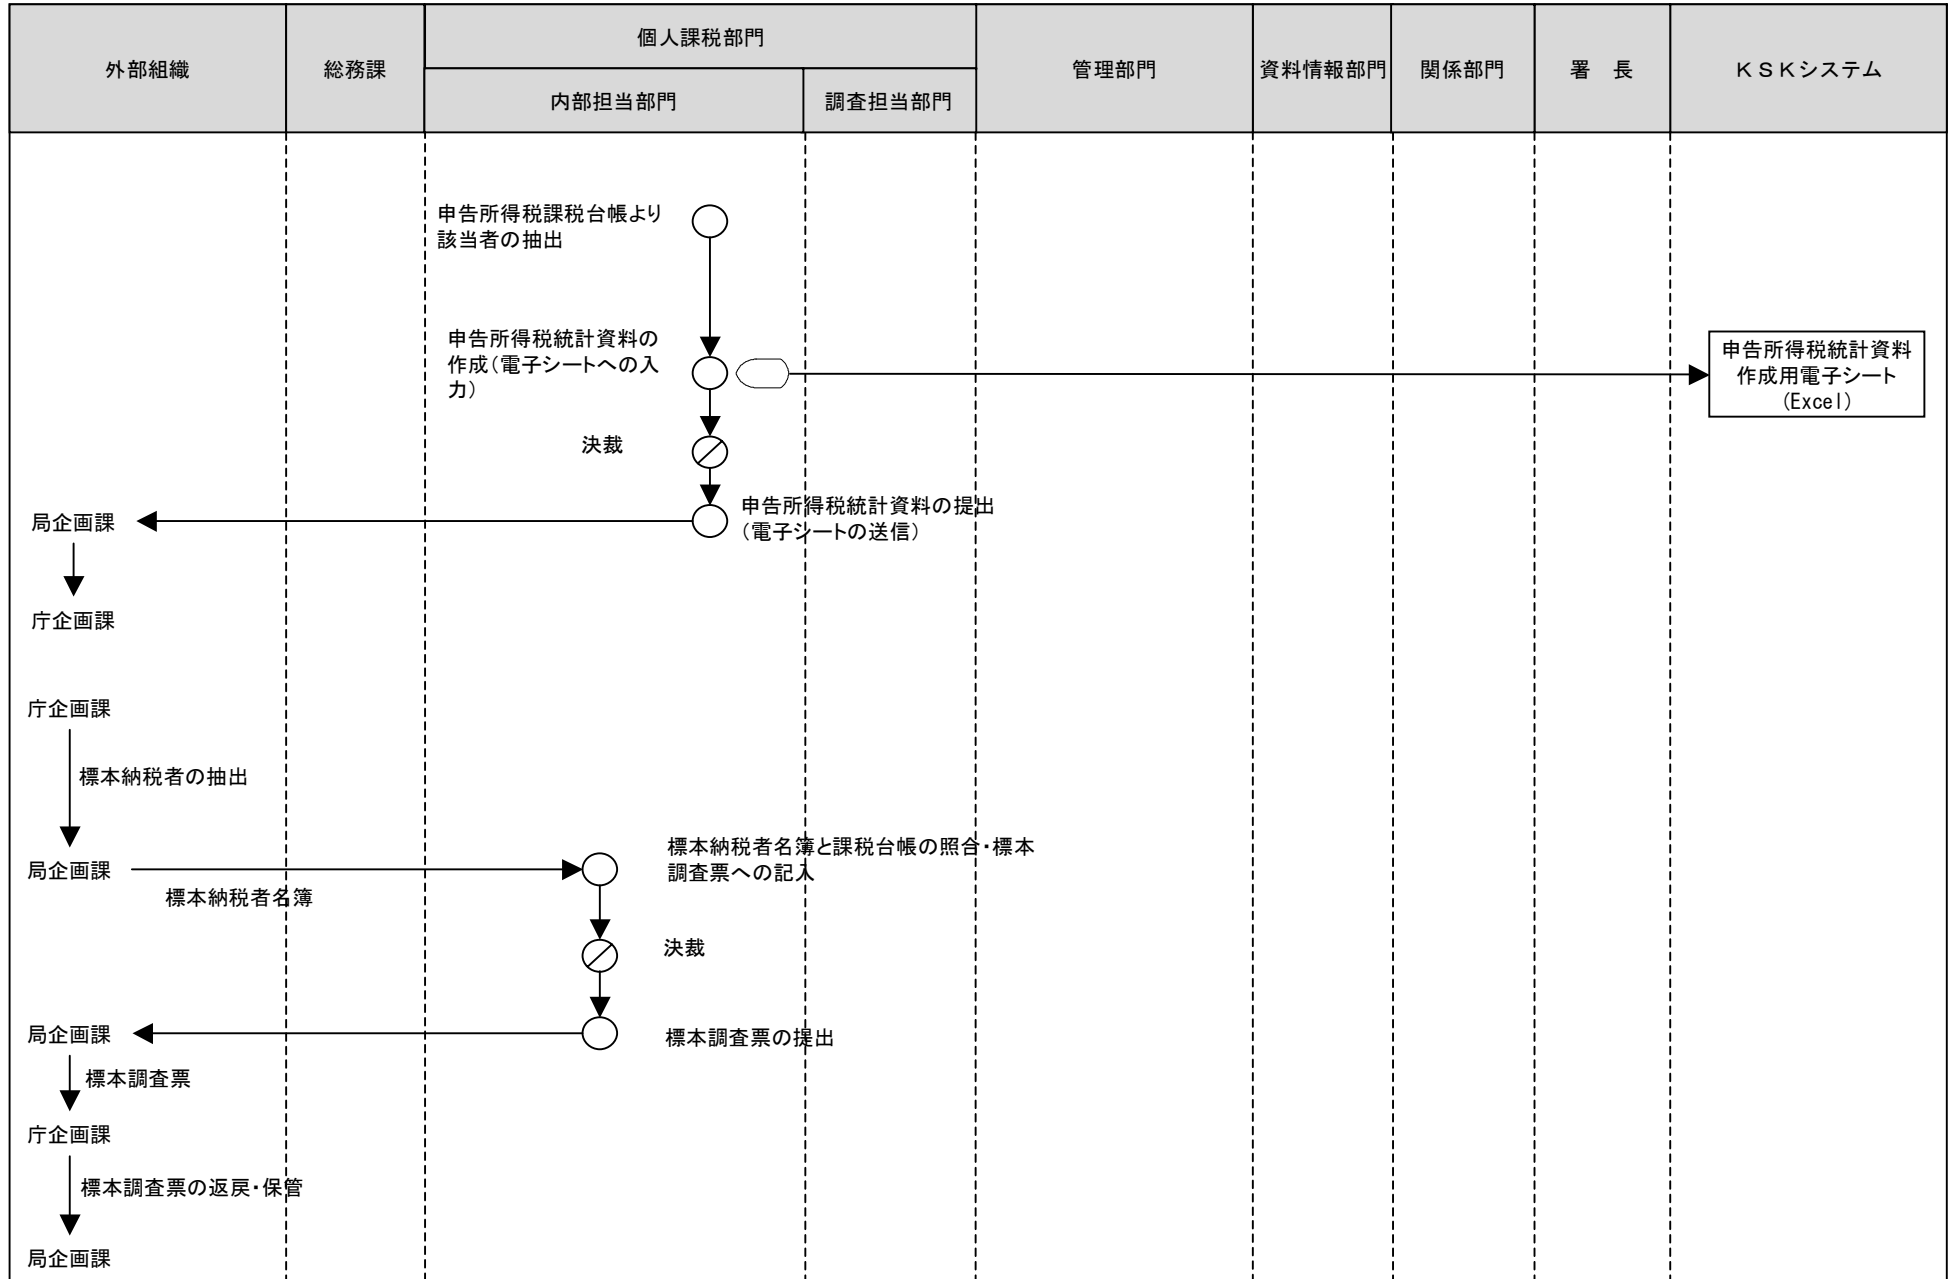 外部組織
総務課
個人課税部門
内部担当部門
調査担当部門
管理部門
資料情報部門
関係部門
署　長
ＫＳＫシステム
申告所得税課税台帳より
該当者の抽出
申告所得税統計資料の
作成（電子シートへの入
力）
申告所得税統計資料
作成用電子シート
（Excel）
決裁
申告所得税統計資料の提出
（電子シートの送信）
局企画課
庁企画課
庁企画課
標本納税者の抽出
局企画課
標本納税者名簿
標本納税者名簿と課税台帳の照合・標本
調査票への記入
決裁
局企画課
標本調査票の提出
標本調査票
庁企画課
標本調査票の返戻・保管
局企画課